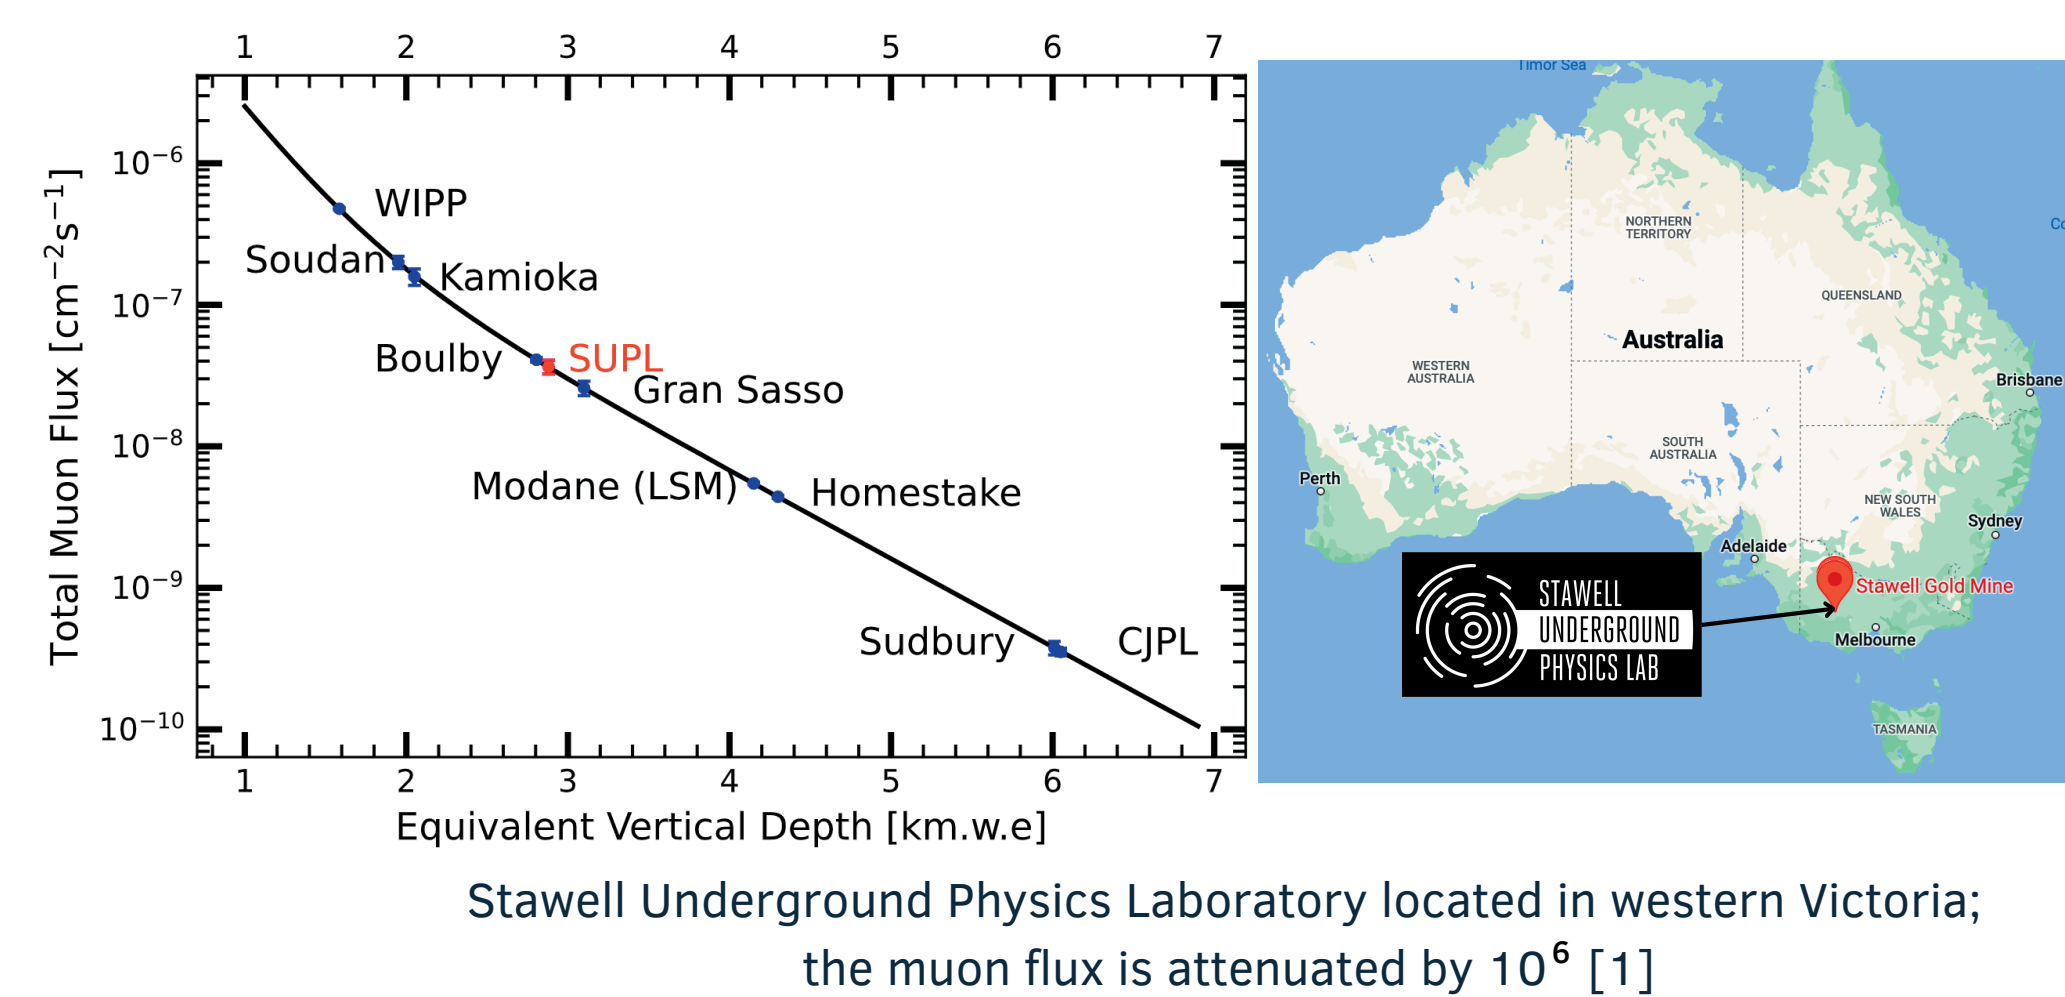 1 2 3 4 5 6 7
10⁻⁶
10⁻⁷
10⁻⁸
10⁻⁹
10⁻¹⁰
Total Muon Flux [cm⁻²s⁻¹]
WIPP
Soudan
Kamioka
Boulby
SUPL
Gran Sasso
Modane (LSM)
Homestake
Sudbury
CJPL
1 2 3 4 5 6 7
Equivalent Vertical Depth [km.w.e]
Timor Sea
Co
NORTHERN
TERRITORY
QUEENSLAND
Australia
WESTERN
AUSTRALIA
Brisbane
SOUTH
AUSTRALIA
Perth
NEW SOUTH
WALES
Sydney
Adelaide
Stawell Gold Mine
STAWELL
UNDERGROUND
PHYSICS LAB
Melbourne
TASMANIA
Stawell Underground Physics Laboratory located in western Victoria;
the muon flux is attenuated by 10⁶ [1]